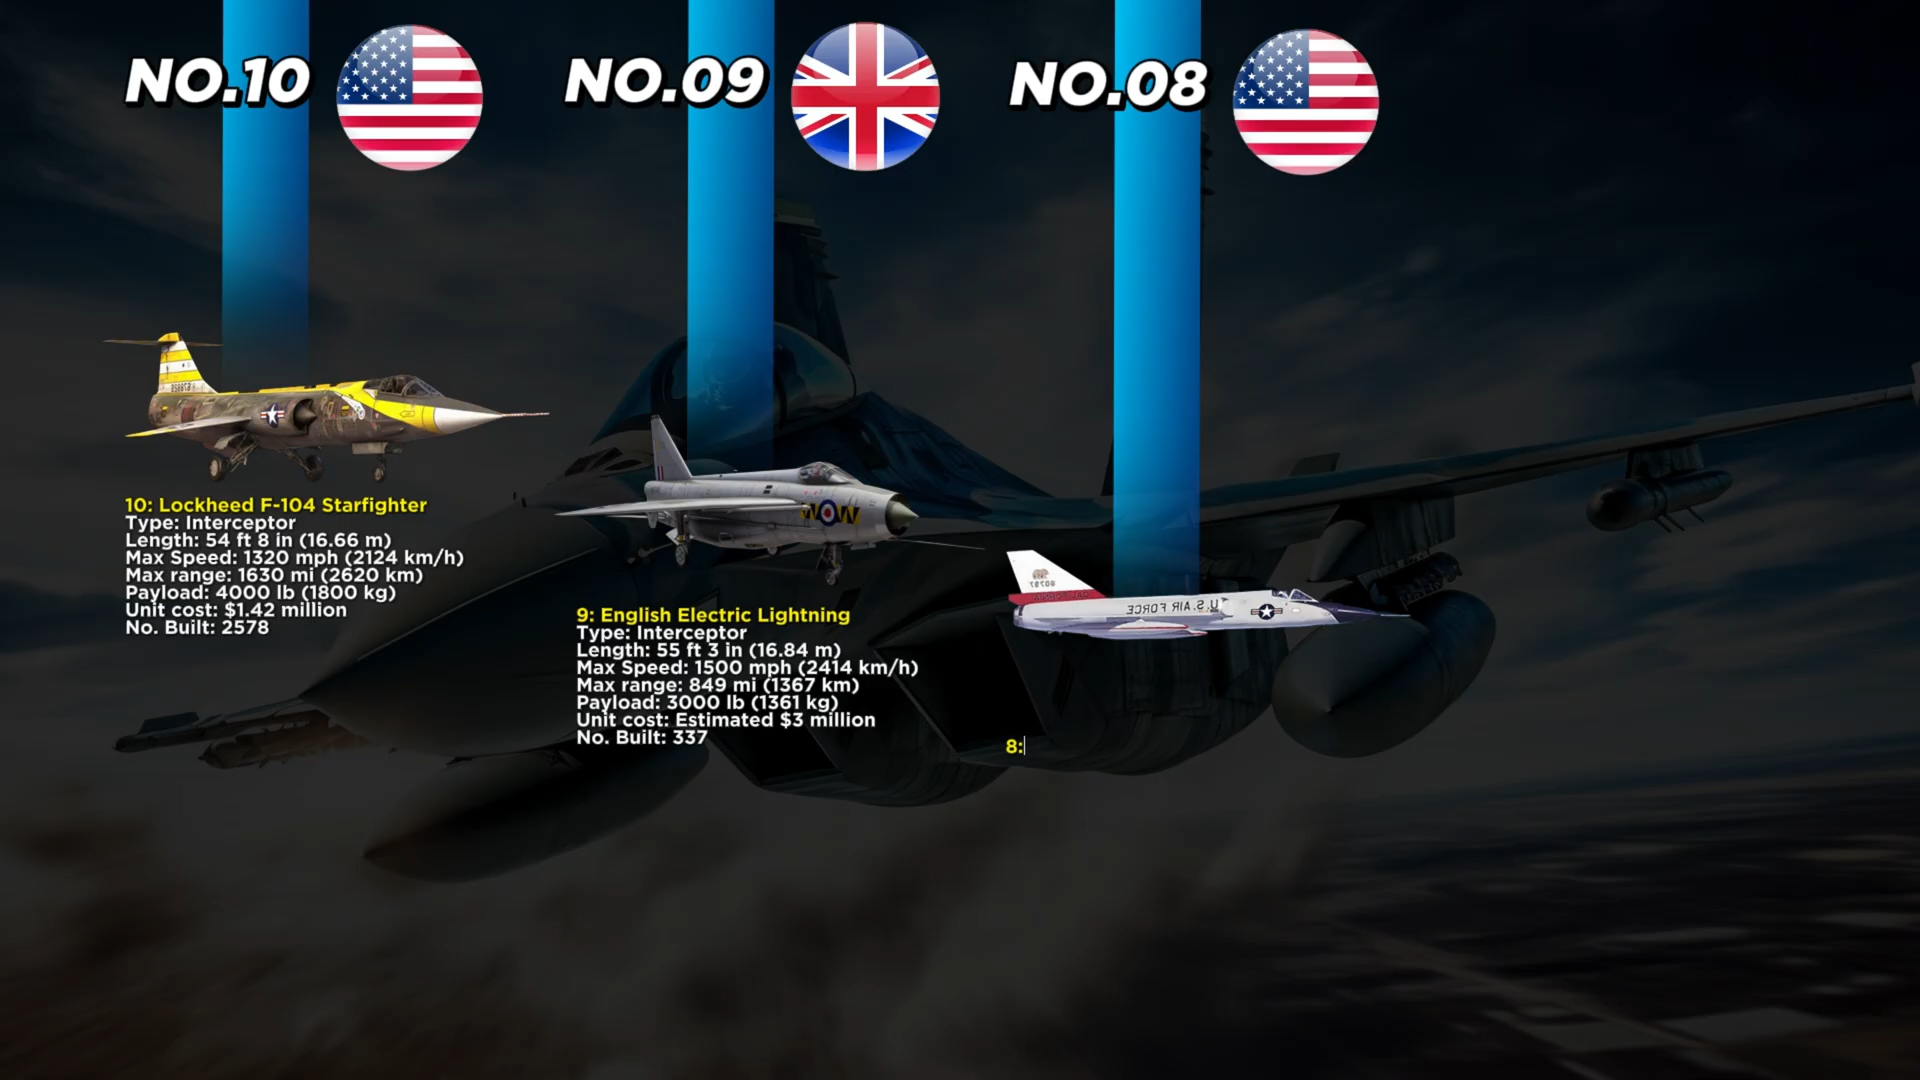 NO.10
NO.09
NO.08
10: Lockheed F-104 Starfighter
Type: Interceptor
Length: 54 ft 8 in (16.66 m)
Max Speed: 1320 mph (2124 km/h)
Max range: 1630 mi (2620 km)
Payload: 4000 lb (1800 kg)
Unit cost: $1.42 million
No. Built: 2578
9: English Electric Lightning
Type: Interceptor
Length: 55 ft 3 in (16.84 m)
Max Speed: 1500 mph (2414 km/h)
Max range: 849 mi (1367 km)
Payload: 3000 lb (1361 kg)
Unit cost: Estimated $3 million
No. Built: 337
U.S. AIR FORCE
8: